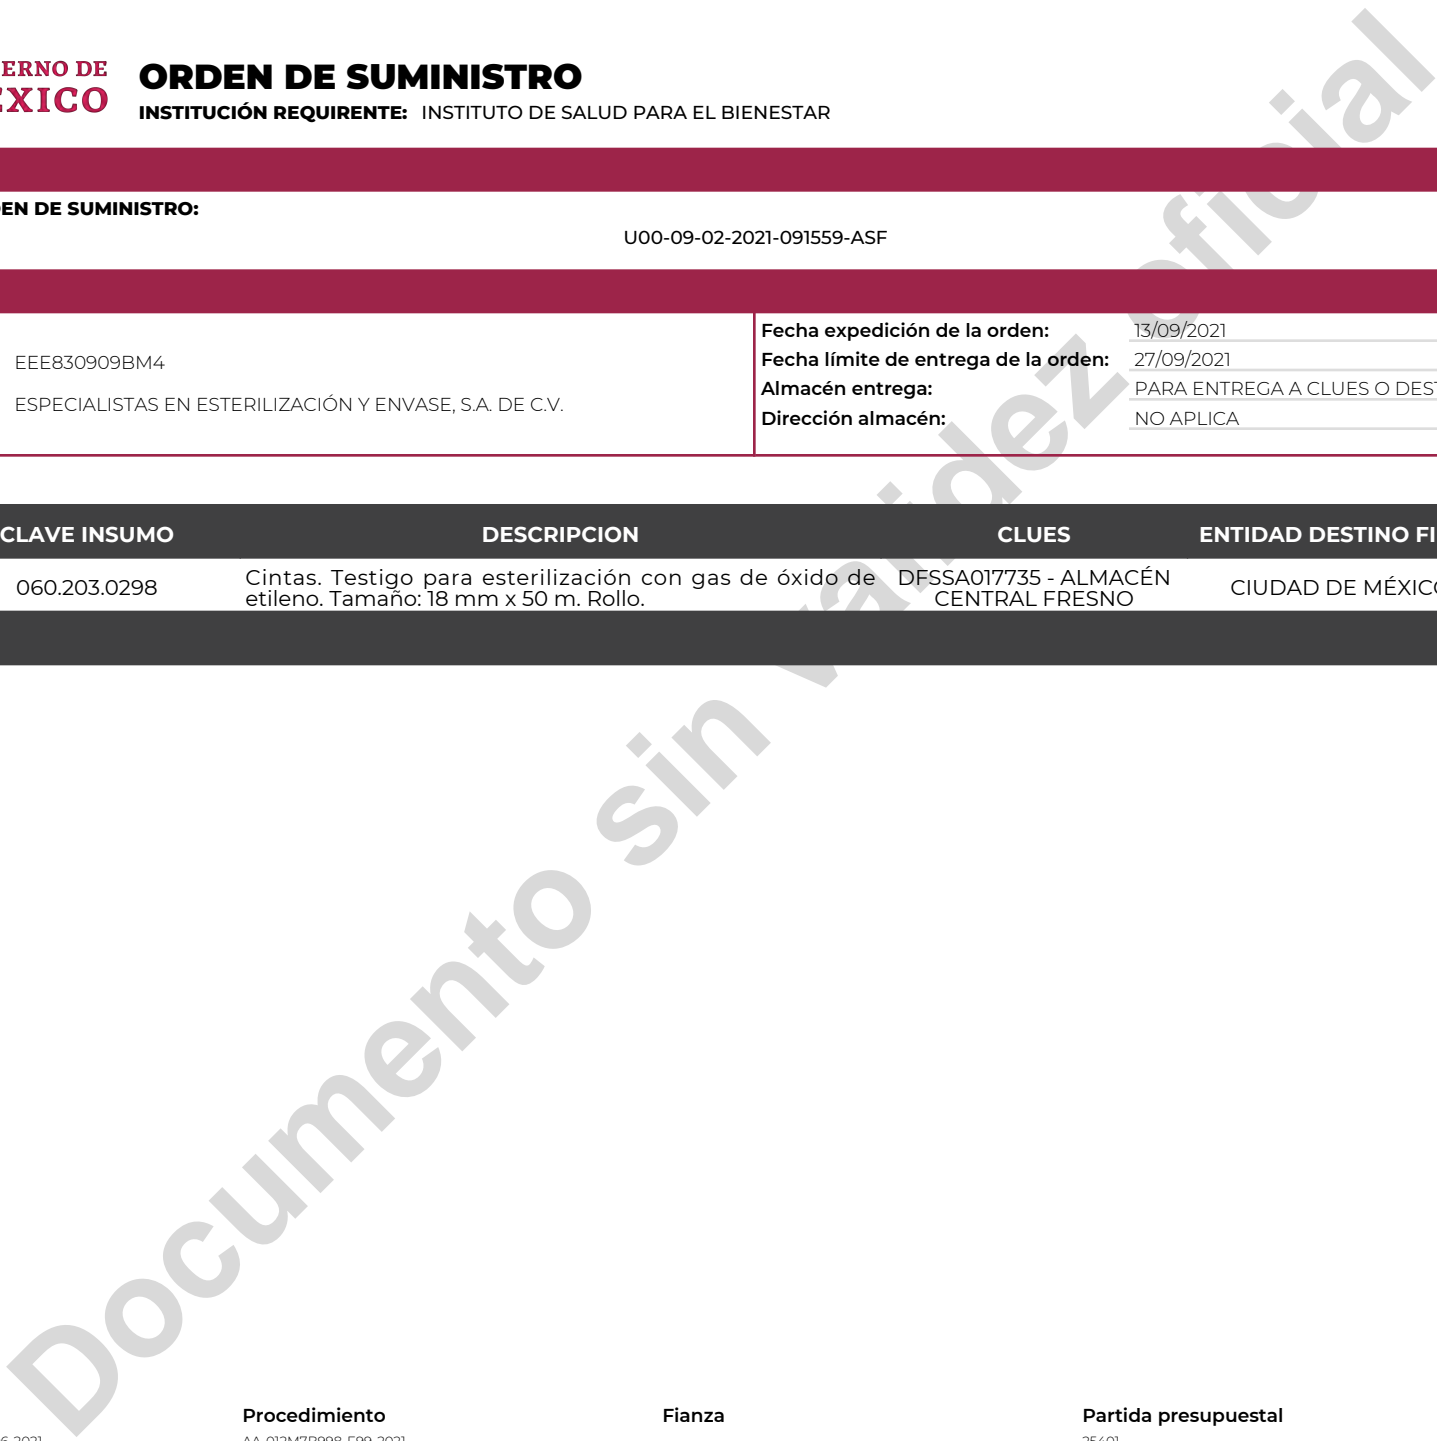 ERNO DE
EXICO
ORDEN DE SUMINISTRO
INSTITUCIÓN REQUIRENTE: INSTITUTO DE SALUD PARA EL BIENESTAR
EN DE SUMINISTRO:
U00-09-02-2021-091559-ASF
EEE830909BM4
ESPECIALISTAS EN ESTERILIZACIÓN Y ENVASE, S.A. DE C.V.
Fecha expedición de la orden: 13/09/2021
Fecha límite de entrega de la orden: 27/09/2021
Almacén entrega: PARA ENTREGA A CLUES O DEST
Dirección almacén: NO APLICA
CLAVE INSUMO DESCRIPCION CLUES ENTIDAD DESTINO FI
060.203.0298 Cintas. Testigo para esterilización con gas de óxido de etileno. Tamaño: 18 mm x 50 m. Rollo. DFSSA017735 - ALMACÉN CENTRAL FRESNO CIUDAD DE MÉXICO
Documento sin validez oficial
Procedimiento Fianza Partida presupuestal